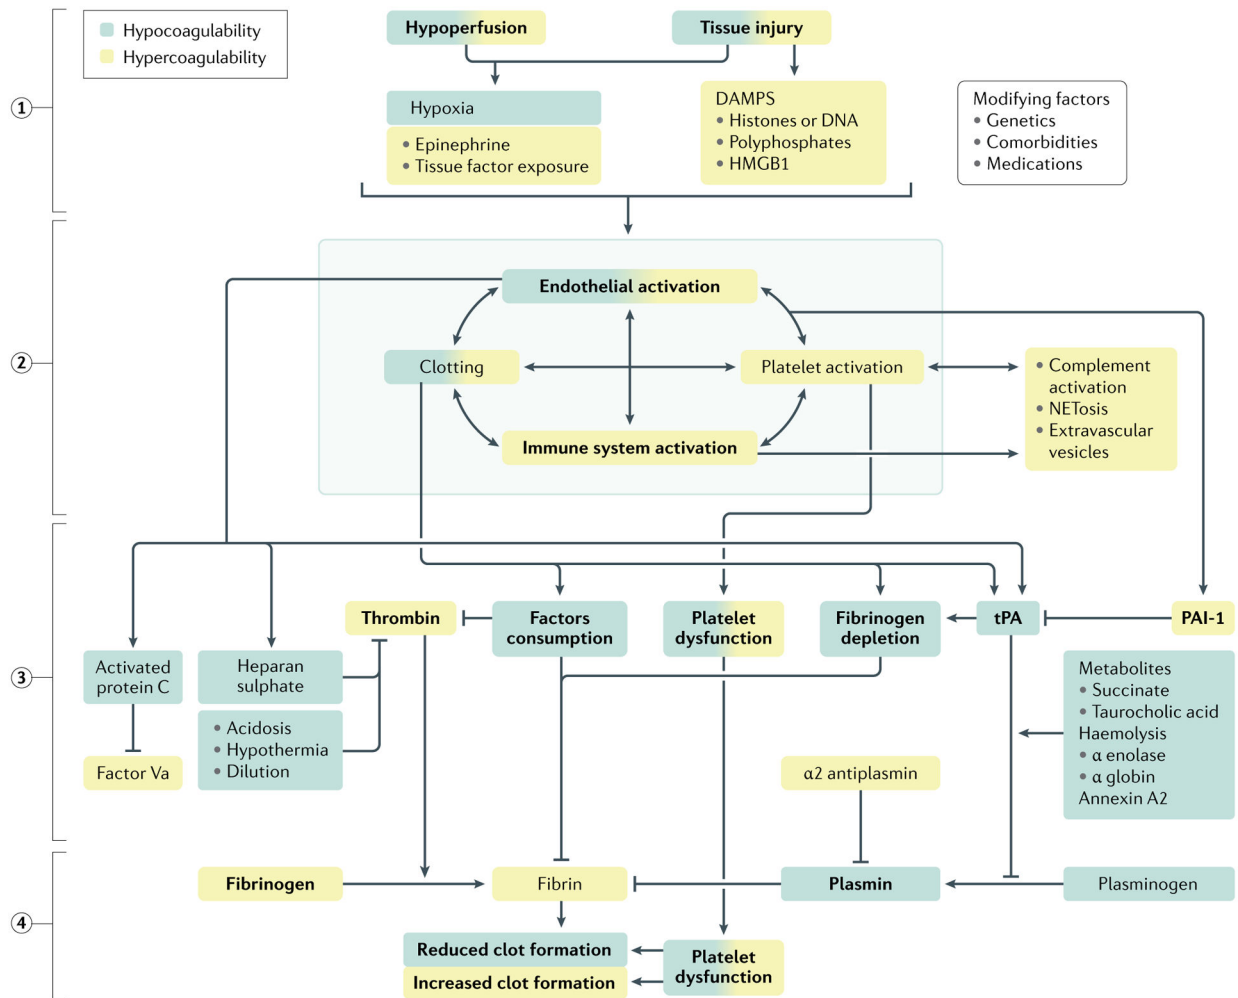 Hypocoagulability
Hypercoagulability
Hypoperfusion
Tissue injury
1
Hypoxia
• Epinephrine
• Tissue factor exposure
DAMPS
• Histones or DNA
• Polyphosphates
• HMGB1
Modifying factors
• Genetics
• Comorbidities
• Medications
2
Endothelial activation
Clotting
Platelet activation
Immune system activation
• Complement
activation
• NETosis
• Extravascular
vesicles
3
Thrombin
Factors
consumption
Platelet
dysfunction
Fibrinogen
depletion
tPA
PAI-1
Activated
protein C
Heparan
sulphate
• Acidosis
• Hypothermia
• Dilution
Factor Va
α2 antiplasmin
Metabolites
• Succinate
• Taurocholic acid
Haemolysis
• α enolase
• α globin
Annexin A2
4
Fibrinogen
Fibrin
Plasmin
Plasminogen
Reduced clot formation
Increased clot formation
Platelet
dysfunction